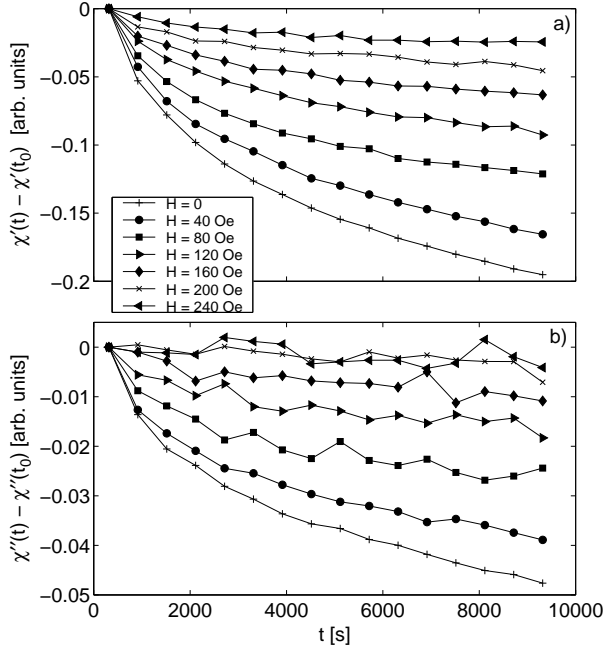 a)
0
−0.05
−0.1
−0.15
−0.2
χ′(t) − χ′(t₀) [arb. units]
H = 0
H = 40 Oe
H = 80 Oe
H = 120 Oe
H = 160 Oe
H = 200 Oe
H = 240 Oe
b)
0
−0.01
−0.02
−0.03
−0.04
−0.05
χ′′(t) − χ′′(t₀) [arb. units]
0 2000 4000 6000 8000 10000
t [s]